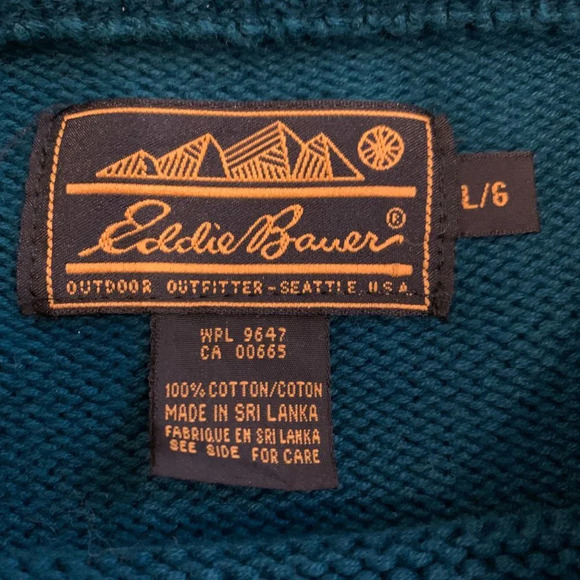 Eddie Bauer®
OUTDOOR OUTFITTER-SEATTLE U.S.A.
L/G
WPL 9647
CA 00665
100% COTTON/COTON
MADE IN SRI LANKA
FABRIQUE EN SRI LANKA
SEE SIDE FOR CARE